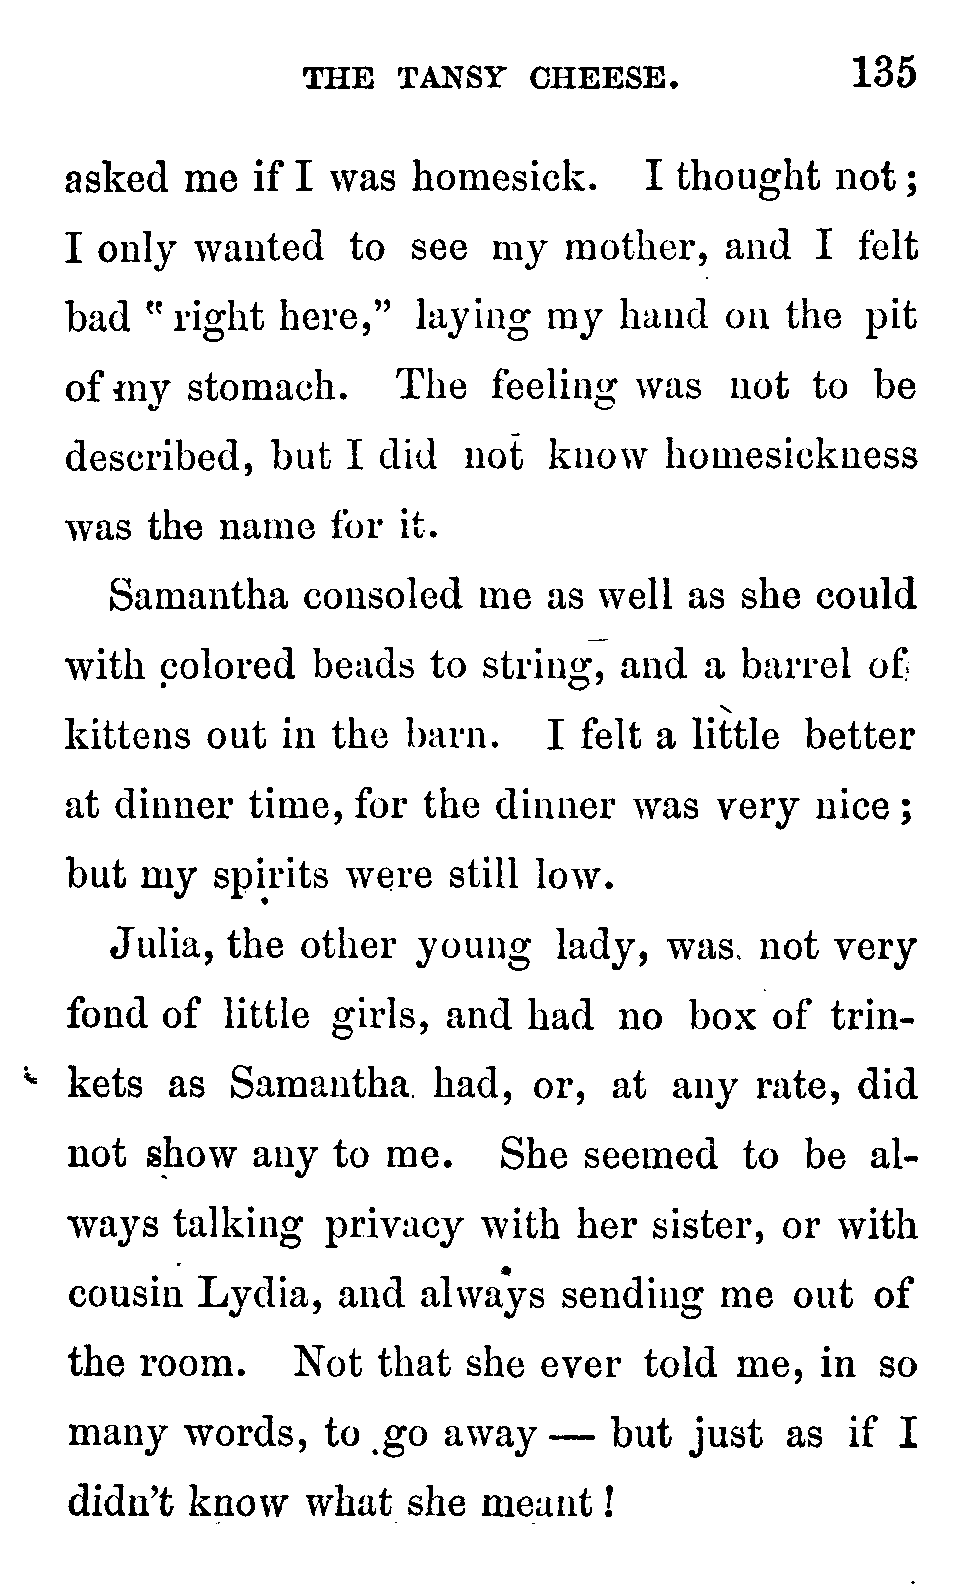 THE TANSY CHEESE. 135
asked me if I was homesick. I thought not;
I only wanted to see my mother, and I felt
bad "right here," laying my hand on the pit
of my stomach. The feeling was not to be
described, but I did not know homesickness
was the name for it.
Samantha consoled me as well as she could
with colored beads to string, and a barrel of
kittens out in the barn. I felt a little better
at dinner time, for the dinner was very nice;
but my spirits were still low.
Julia, the other young lady, was not very
fond of little girls, and had no box of trin-
kets as Samantha had, or, at any rate, did
not show any to me. She seemed to be al-
ways talking privacy with her sister, or with
cousin Lydia, and always sending me out of
the room. Not that she ever told me, in so
many words, to go away — but just as if I
didn't know what she meant!